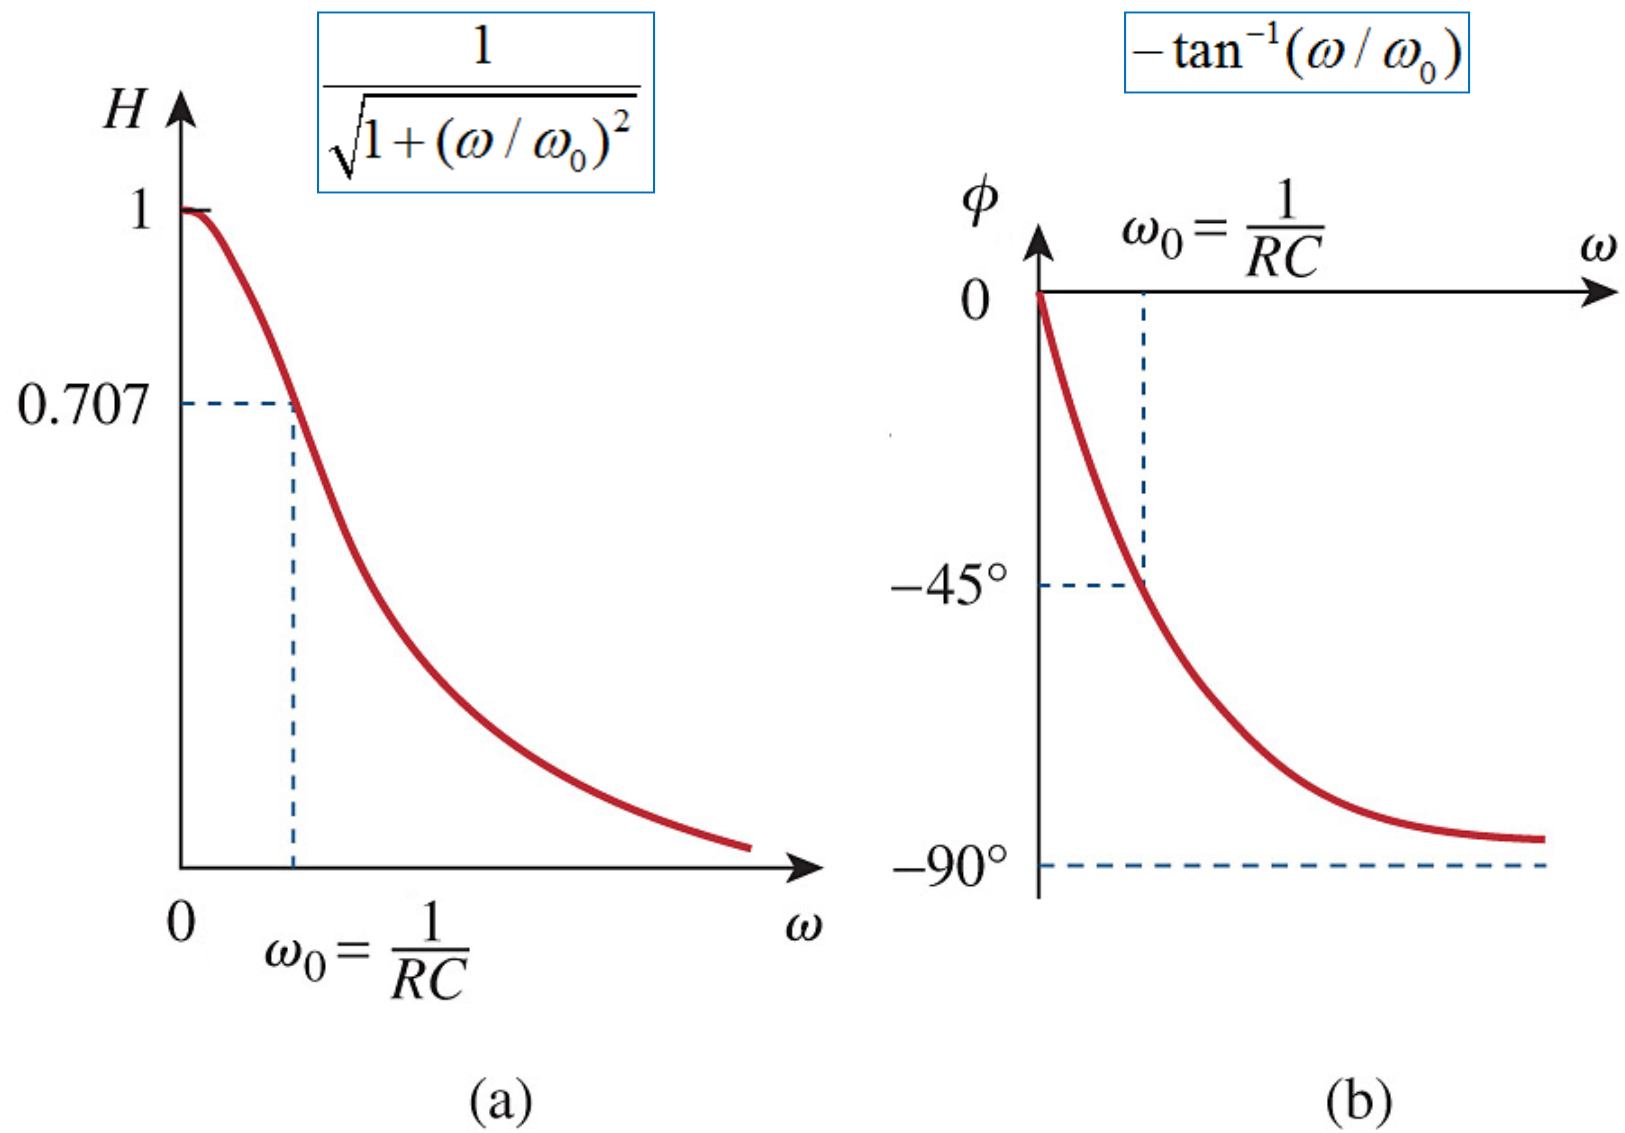 H
1/√(1+(ω/ω₀)²)
1
0.707
0
ω₀ = 1/RC
ω
(a)
−tan⁻¹(ω/ω₀)
ϕ
ω₀ = 1/RC
ω
0
−45°
−90°
(b)